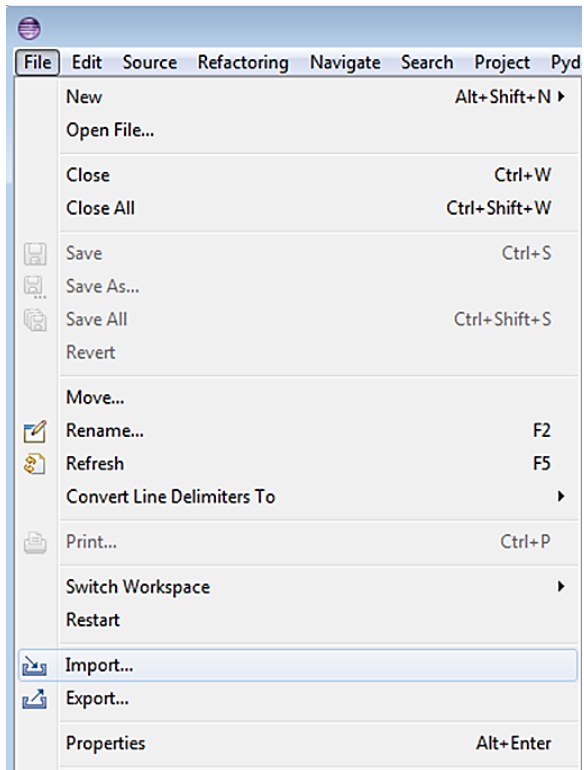 File Edit Source Refactoring Navigate Search Project Pyd
New Alt+Shift+N
Open File...
Close Ctrl+W
Close All Ctrl+Shift+W
Save Ctrl+S
Save As...
Save All Ctrl+Shift+S
Revert
Move...
Rename... F2
Refresh F5
Convert Line Delimiters To
Print... Ctrl+P
Switch Workspace
Restart
Import...
Export...
Properties Alt+Enter